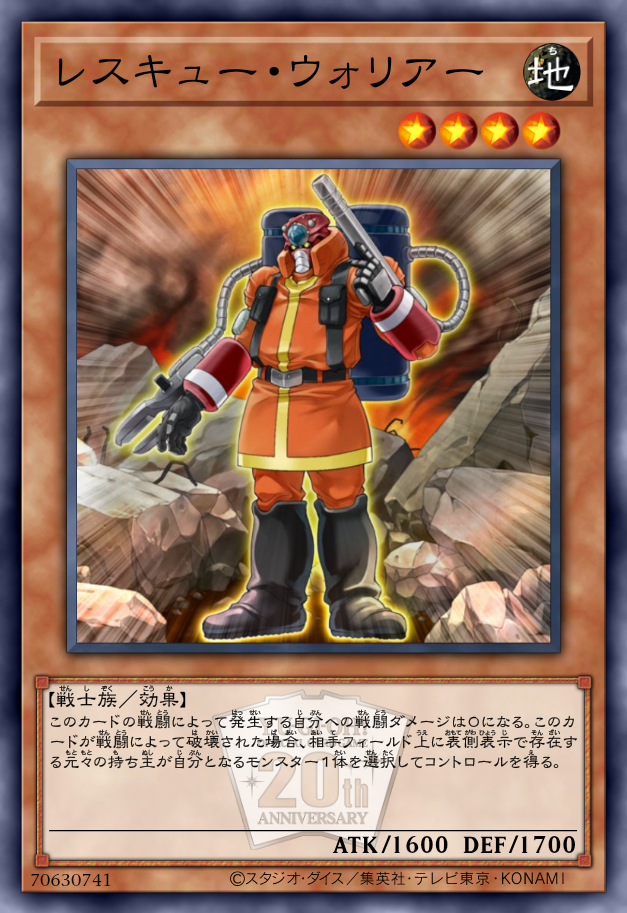 レスキュー・ウォリアー
地
【戦士族／効果】
このカードの戦闘によって発生する自分への戦闘ダメージは０になる。このカ
ードが戦闘によって破壊された場合、相手フィールド上に表側表示で存在す
る元々の持ち主が自分となるモンスター１体を選択してコントロールを得る。
20th
ANNIVERSARY
ATK/1600 DEF/1700
70630741
©スタジオ・ダイス／集英社・テレビ東京・KONAMI